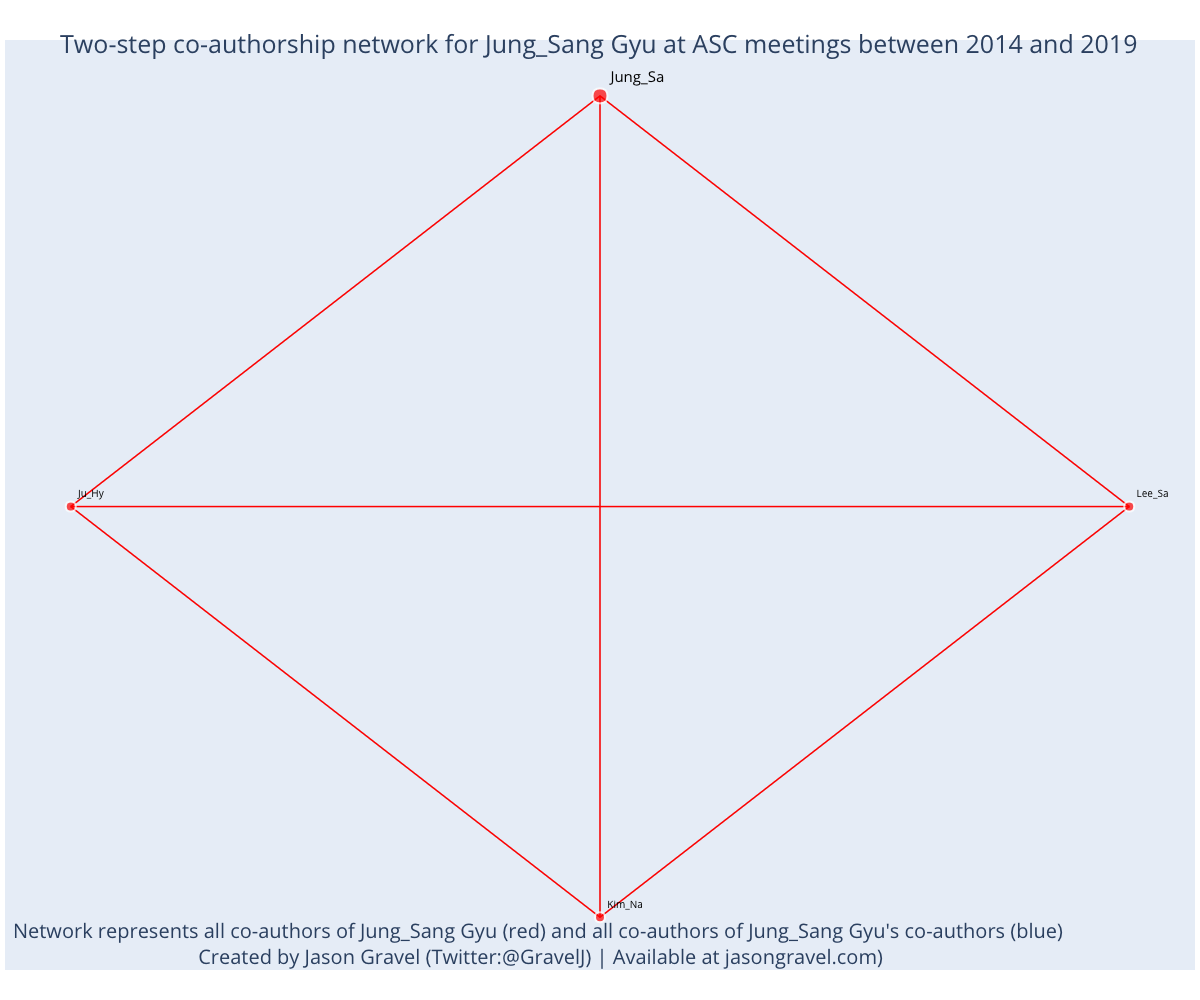 Two-step co-authorship network for Jung_Sang Gyu at ASC meetings between 2014 and 2019
Jung_Sa
Ju_Hy
Lee_Sa
Kim_Na
Network represents all co-authors of Jung_Sang Gyu (red) and all co-authors of Jung_Sang Gyu's co-authors (blue)
Created by Jason Gravel (Twitter:@GravelJ) | Available at jasongravel.com)